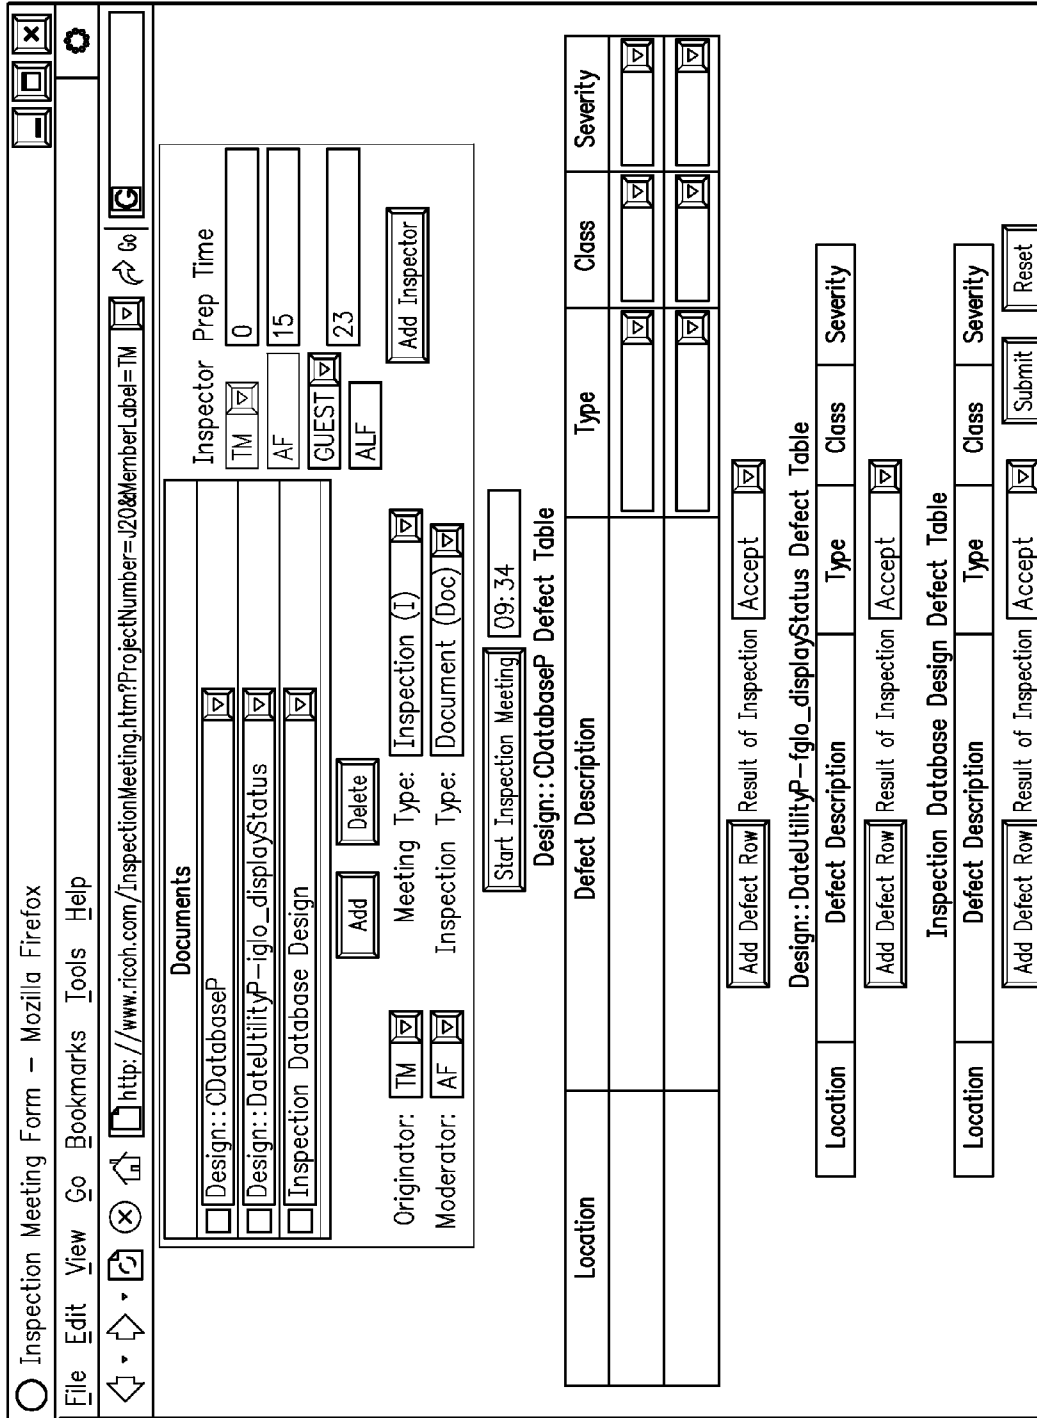 Inspection Meeting Form – Mozilla Firefox
File Edit View Go Bookmarks Tools Help
http://www.ricoh.com/InspectionMeeting.htm?ProjectNumber=J20&MemberLabel=TM Go G
Documents
Design::CDatabaseP
Design::DateUtilityP-iglo_displayStatus
Inspection Database Design
Add Delete
Inspector Prep Time
TM 0
AF 15
GUEST
ALF 23
Add Inspector
Originator: TM Meeting Type: Inspection (I)
Moderator: AF Inspection Type: Document (Doc)
Start Inspection Meeting 09:34
Design::CDatabaseP Defect Table
Location Defect Description Type Class Severity
Add Defect Row Result of Inspection Accept
Design::DateUtilityP-fglo_displayStatus Defect Table
Location Defect Description Type Class Severity
Add Defect Row Result of Inspection Accept
Inspection Database Design Defect Table
Location Defect Description Type Class Severity
Add Defect Row Result of Inspection Accept Submit Reset